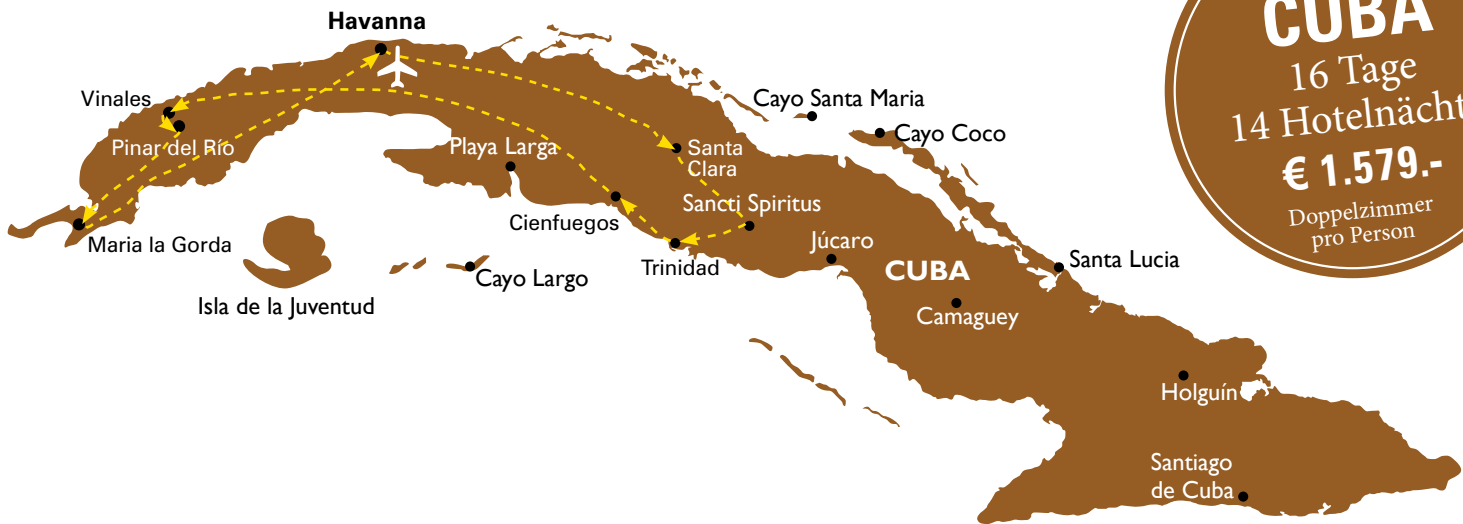 Havanna
Vinales
Pinar del Río
Maria la Gorda
Isla de la Juventud
Playa Larga
Cienfuegos
Cayo Largo
Santa
Clara
Sancti Spiritus
Trinidad
Cayo Santa Maria
Cayo Coco
Júcaro
CUBA
Camaguey
Santa Lucia
Holguín
Santiago
de Cuba
CUBA
16 Tage
14 Hotelnächt
€ 1.579.-
Doppelzimmer
pro Person